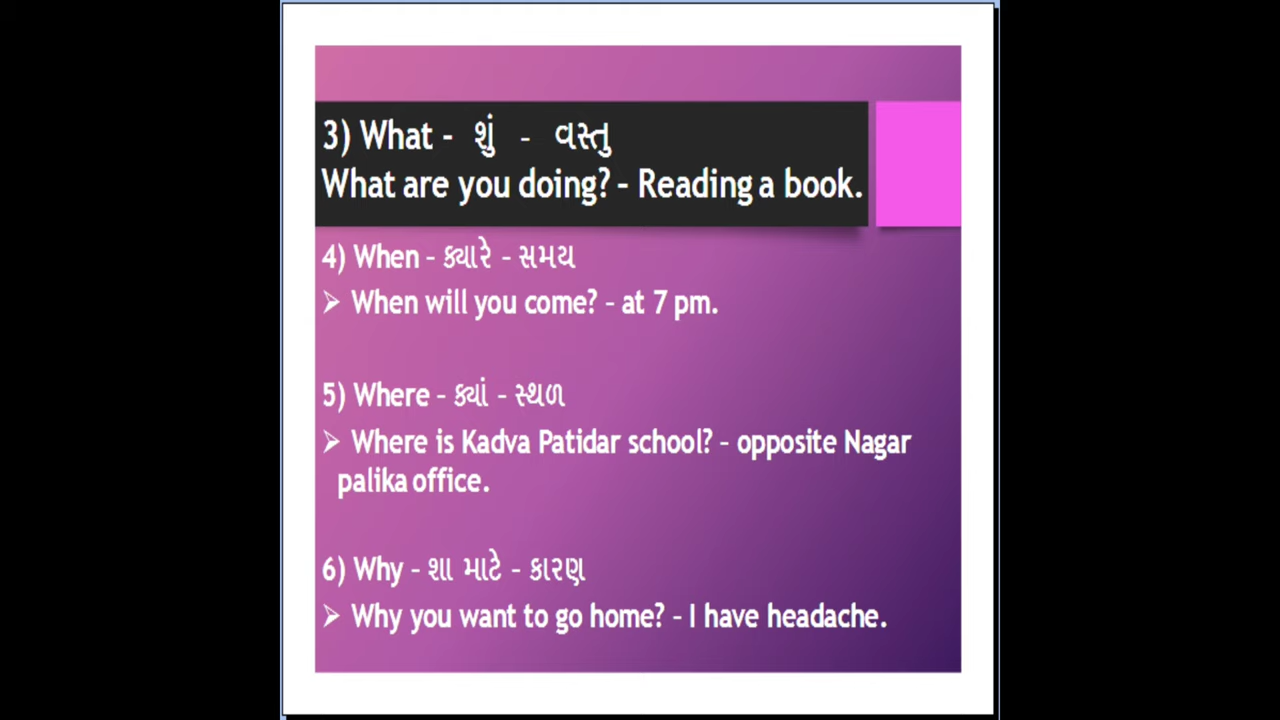 3) What - શું - વસ્તુ
What are you doing? – Reading a book.
4) When – ક્યારે – સમય
➢ When will you come? – at 7 pm.
5) Where – ક્યાં – સ્થળ
➢ Where is Kadva Patidar school? – opposite Nagar
palika office.
6) Why – શા માટે – કારણ
➢ Why you want to go home? – I have headache.